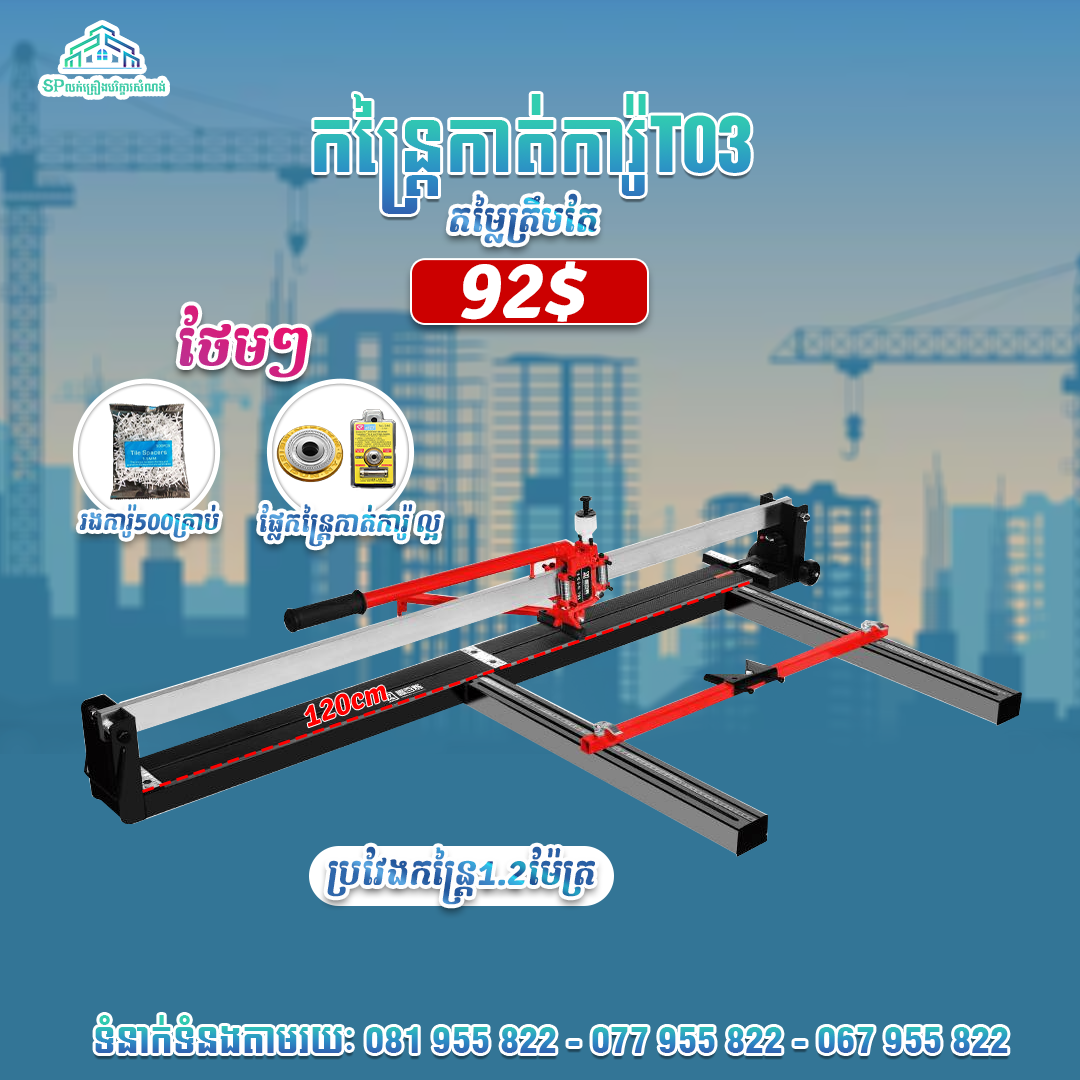 SPលក់គ្រឿងបរិក្ខារសំណង់
កន្ត្រៃកាត់ការ៉ូT03
តម្លៃត្រឹមតែ
92$
ថែមៗ
Tile Spacers
រងការ៉ូ500គ្រាប់
ផ្លែកន្ត្រៃកាត់ការ៉ូ ល្អ
120cm
ប្រវែងកន្ត្រៃ1.2ម៉ែត្រ
ទំនាក់ទំនងតាមរយ: 081 955 822 - 077 955 822 - 067 955 822